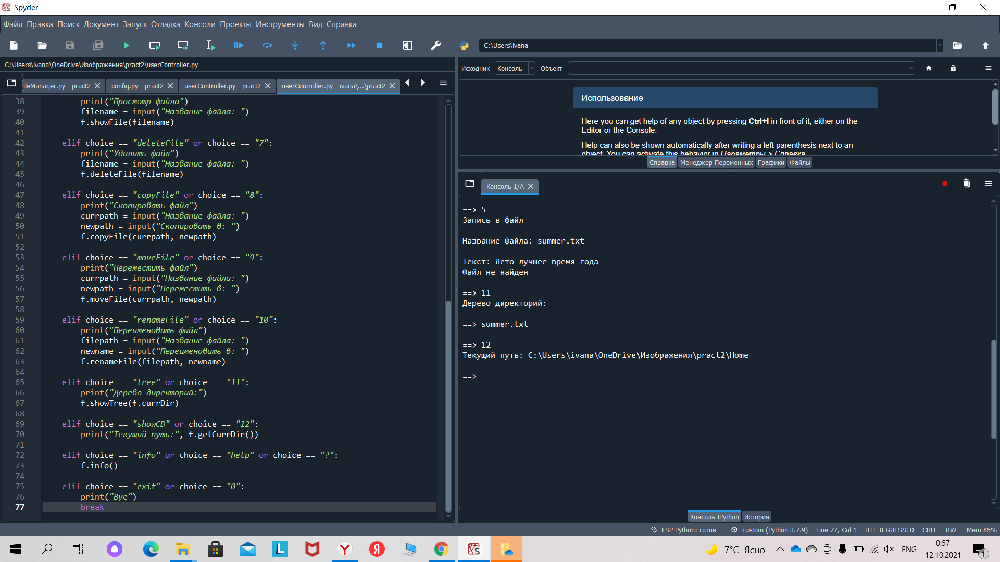 Spyder
Файл Правка Поиск Документ Запуск Отладка Консоли Проекты Инструменты Вид Справка
C:\Users\ivana
C:\Users\ivana\OneDrive\Изображения\pract2\userController.py
ileManager.py - pract2
config.py - pract2
userController.py - pract2
userController.py - ivana\...\pract2
38 print("Просмотр файла")
39 filename = input("Название файла: ")
40 f.showFile(filename)
41
42 elif choice == "deleteFile" or choice == "7":
43 print("Удалить файл")
44 filename = input("Название файла: ")
45 f.deleteFile(filename)
46
47 elif choice == "copyFile" or choice == "8":
48 print("Скопировать файл")
49 currpath = input("Название файла: ")
50 newpath = input("Скопировать в: ")
51 f.copyFile(currpath, newpath)
52
53 elif choice == "moveFile" or choice == "9":
54 print("Переместить файл")
55 currpath = input("Название файла: ")
56 newpath = input("Переместить в: ")
57 f.moveFile(currpath, newpath)
58
59 elif choice == "renameFile" or choice == "10":
60 print("Переименовать файл")
61 filepath = input("Название файла: ")
62 newname = input("Переименовать в: ")
63 f.renameFile(filepath, newname)
64
65 elif choice == "tree" or choice == "11":
66 print("Дерево директорий:")
67 f.showTree(f.currDir)
68
69 elif choice == "showCD" or choice == "12":
70 print("Текущий путь:", f.getCurrDir())
71
72 elif choice == "info" or choice == "help" or choice == "?":
73 f.info()
74
75 elif choice == "exit" or choice == "0":
76 print("Bye")
77 break
Исходник Консоль Объект
Использование
Here you can get help of any object by pressing Ctrl+I in front of it, either on the
Editor or the Console.
Help can also be shown automatically after writing a left parenthesis next to an
object. You can activate this behavior in Параметры > Справка.
Справка Менеджер Переменных Графики Файлы
Консоль 1/A
==> 5
Запись в файл
Название файла: summer.txt
Текст: Лето-лучшее время года
Файл не найден
==> 11
Дерево директорий:
==> summer.txt
==> 12
Текущий путь: C:\Users\ivana\OneDrive\Изображения\pract2\Home
==>
Консоль IPython История
LSP Python: готов custom (Python 3.7.9) Line 77, Col 1 UTF-8-GUESSED CRLF RW Mem 85%
7°C Ясно
ENG
0:57
12.10.2021
1